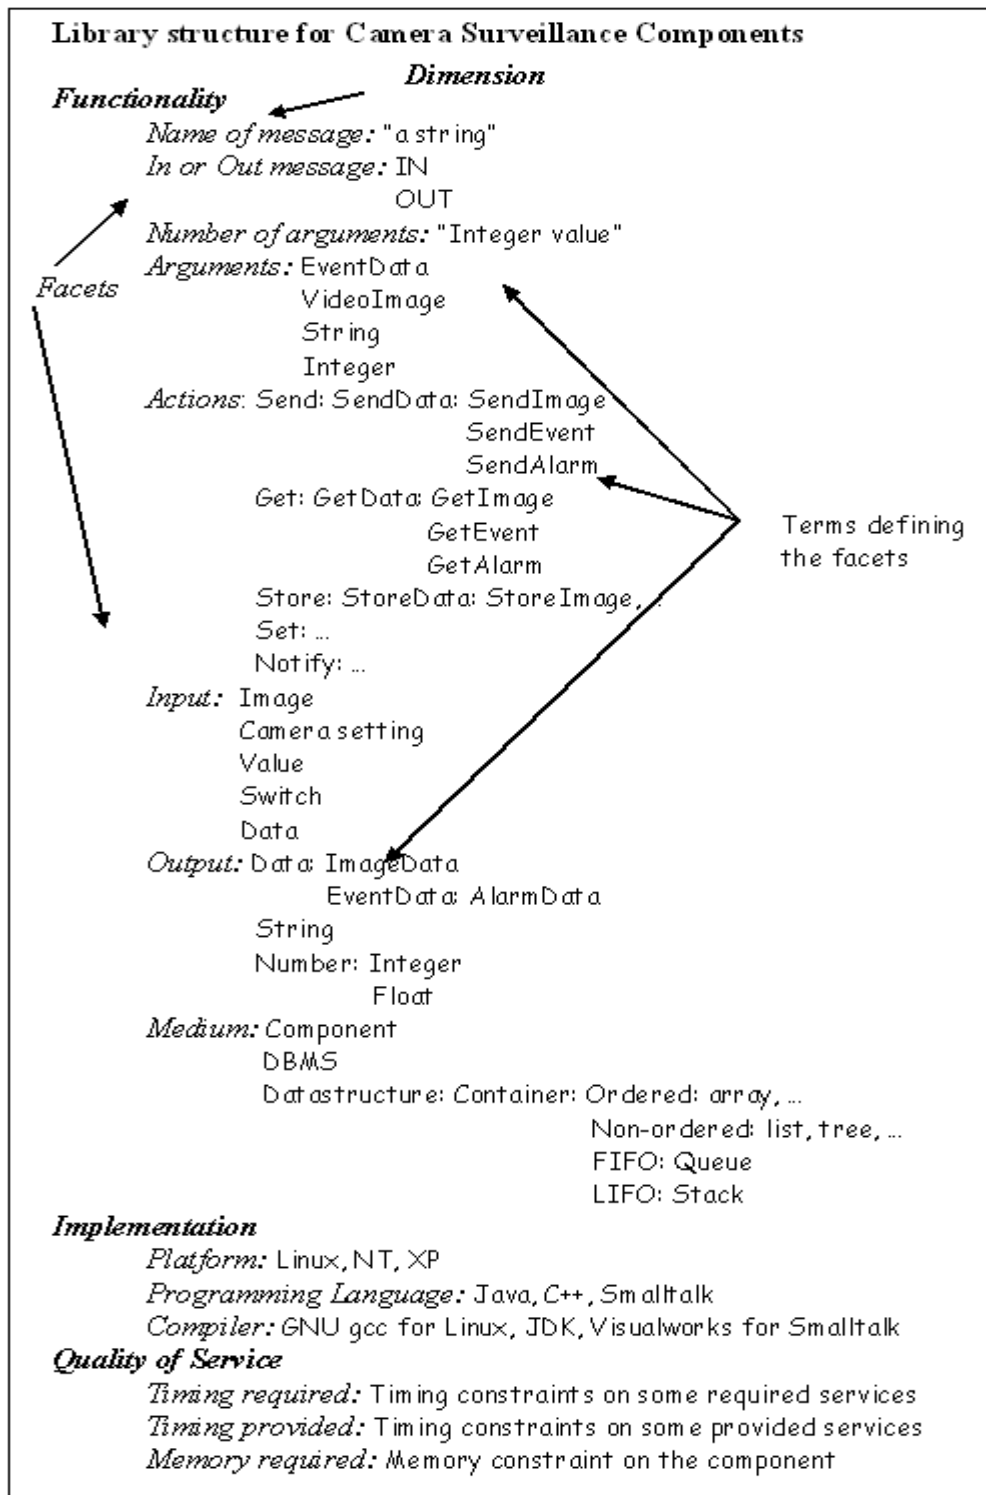 Library structure for Camera Surveillance Components
Dimension
Functionality
Name of message: "a string"
In or Out message: IN
OUT
Number of arguments: "Integer value"
Arguments: EventData
Facets
VideoImage
String
Integer
Actions: Send: SendData: SendImage
SendEvent
SendAlarm
Get: GetData: GetImage
GetEvent
GetAlarm
Terms defining
the facets
Store: StoreData: StoreImage, ..
Set: ...
Notify: ...
Input: Image
Camera setting
Value
Switch
Data
Output: Data: ImageData
EventData: AlarmData
String
Number: Integer
Float
Medium: Component
DBMS
Datastructure: Container: Ordered: array, ...
Non-ordered: list, tree, ...
FIFO: Queue
LIFO: Stack
Implementation
Platform: Linux, NT, XP
Programming Language: Java, C++, Smalltalk
Compiler: GNU gcc for Linux, JDK, Visualworks for Smalltalk
Quality of Service
Timing required: Timing constraints on some required services
Timing provided: Timing constraints on some provided services
Memory required: Memory constraint on the component